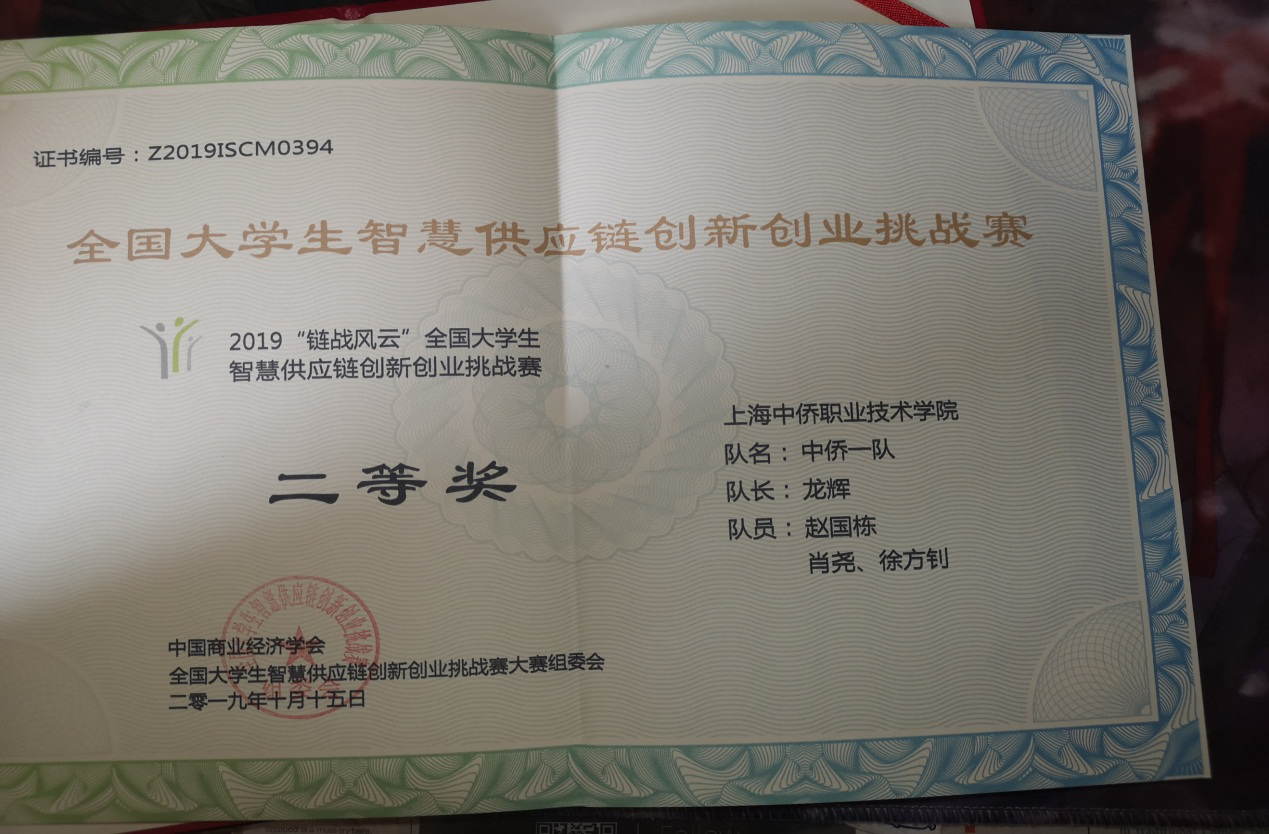 证书编号：Z2019ISCM0394
全国大学生智慧供应链创新创业挑战赛
2019“链战风云”全国大学生
智慧供应链创新创业挑战赛
二等奖
上海中侨职业技术学院
队名：中侨一队
队长：龙辉
队员：赵国栋
肖尧、徐方钊
中国商业经济学会
全国大学生智慧供应链创新创业挑战赛大赛组委会
二零一九年十月十五日